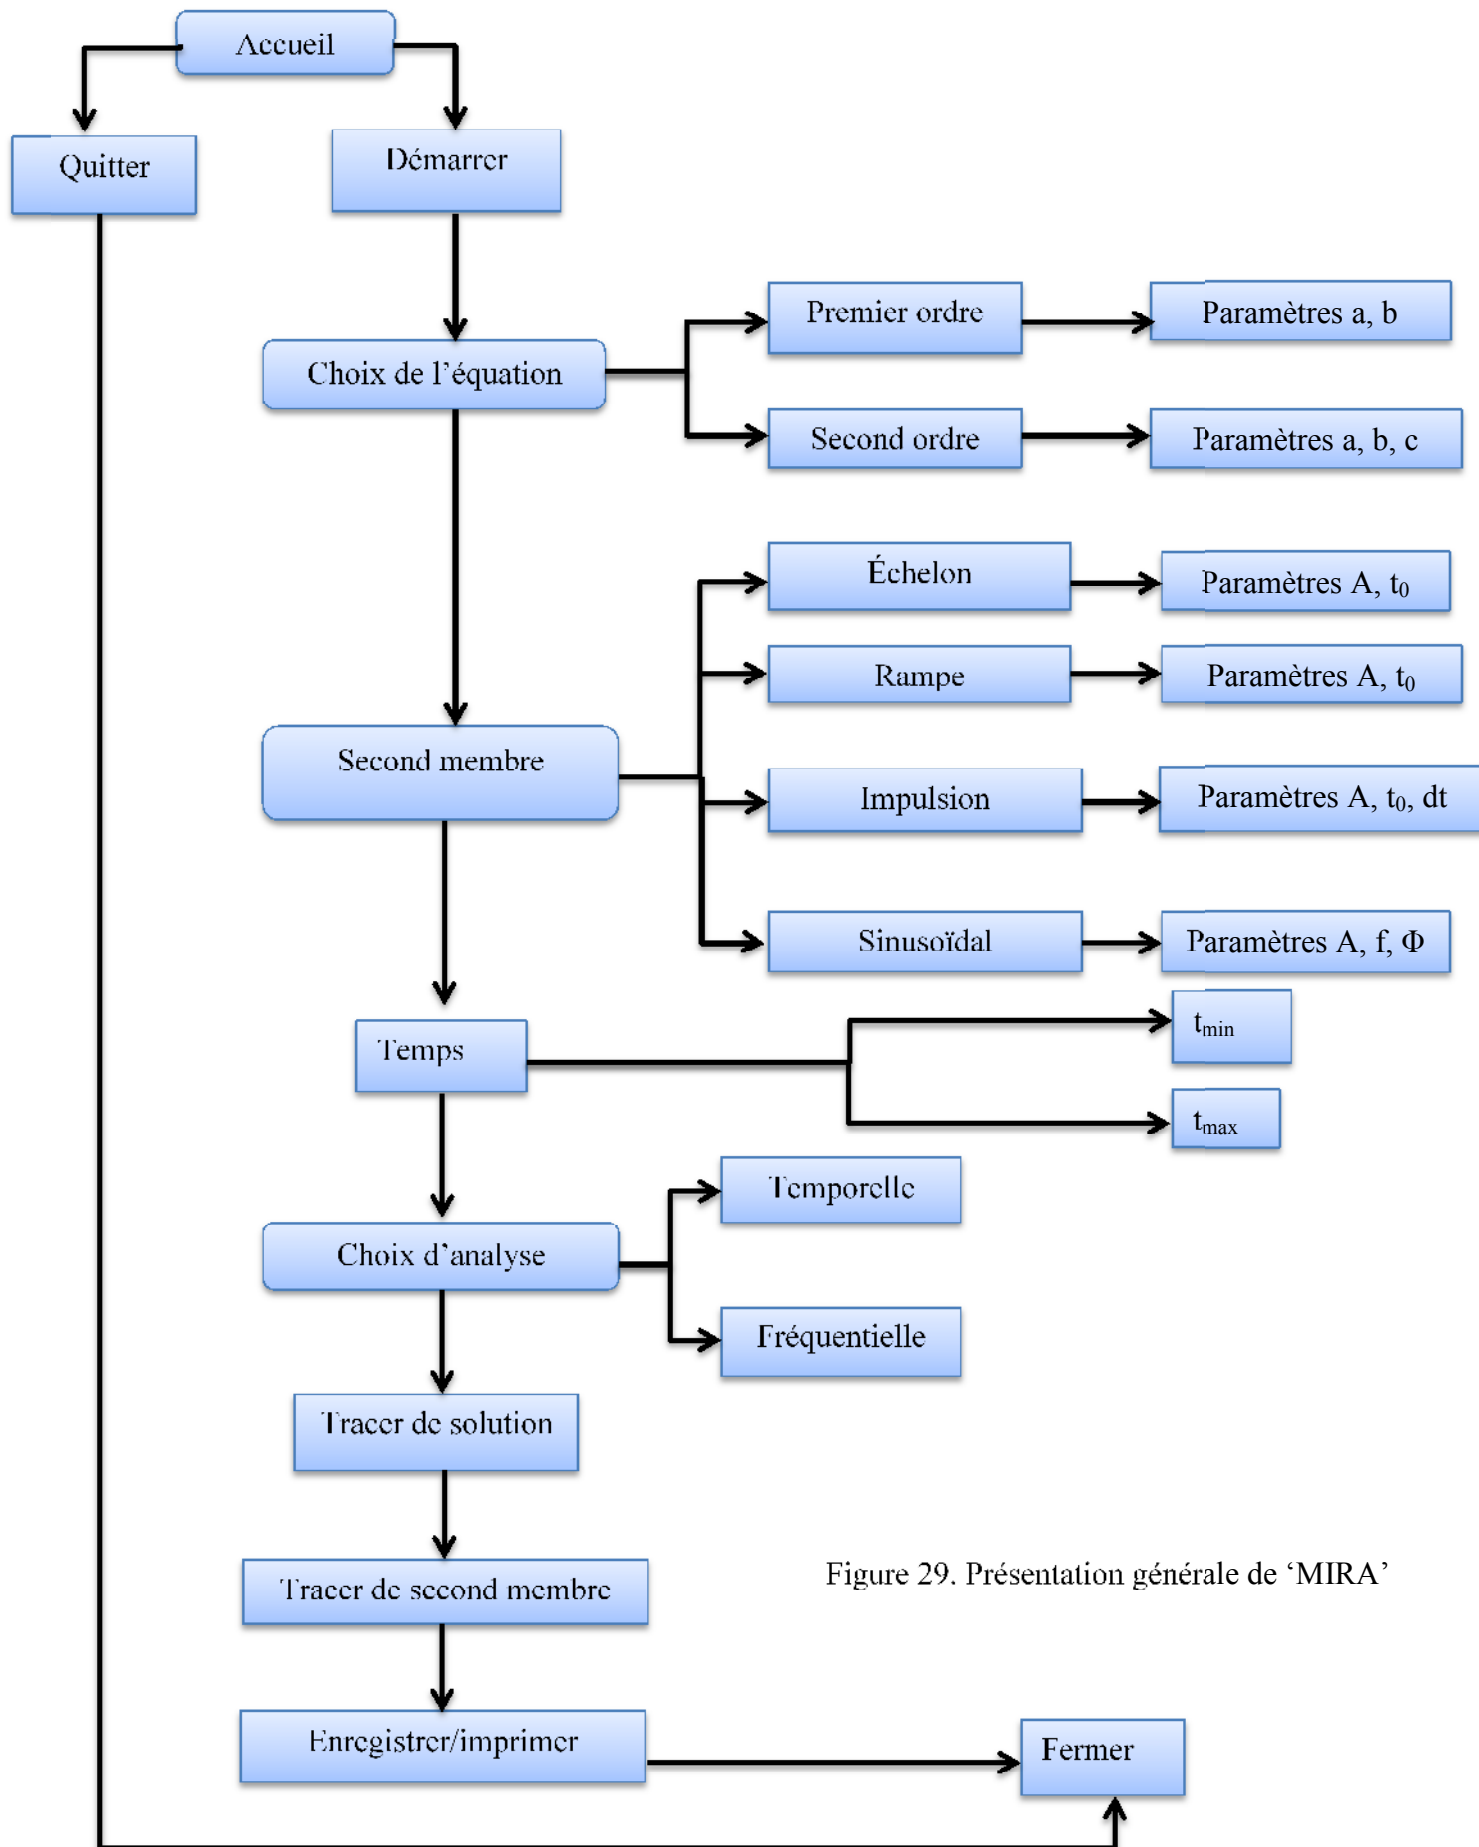 Accueil
Quitter
Démarrer
Premier ordre
Paramètres a, b
Choix de l’équation
Second ordre
Paramètres a, b, c
Échelon
Paramètres A, t₀
Rampe
Paramètres A, t₀
Second membre
Impulsion
Paramètres A, t₀, dt
Sinusoïdal
Paramètres A, f, Φ
Temps
tmin
tmax
Temporelle
Choix d’analyse
Fréquentielle
Tracer de solution
Tracer de second membre
Figure 29. Présentation générale de ‘MIRA’
Enregistrer/imprimer
Fermer